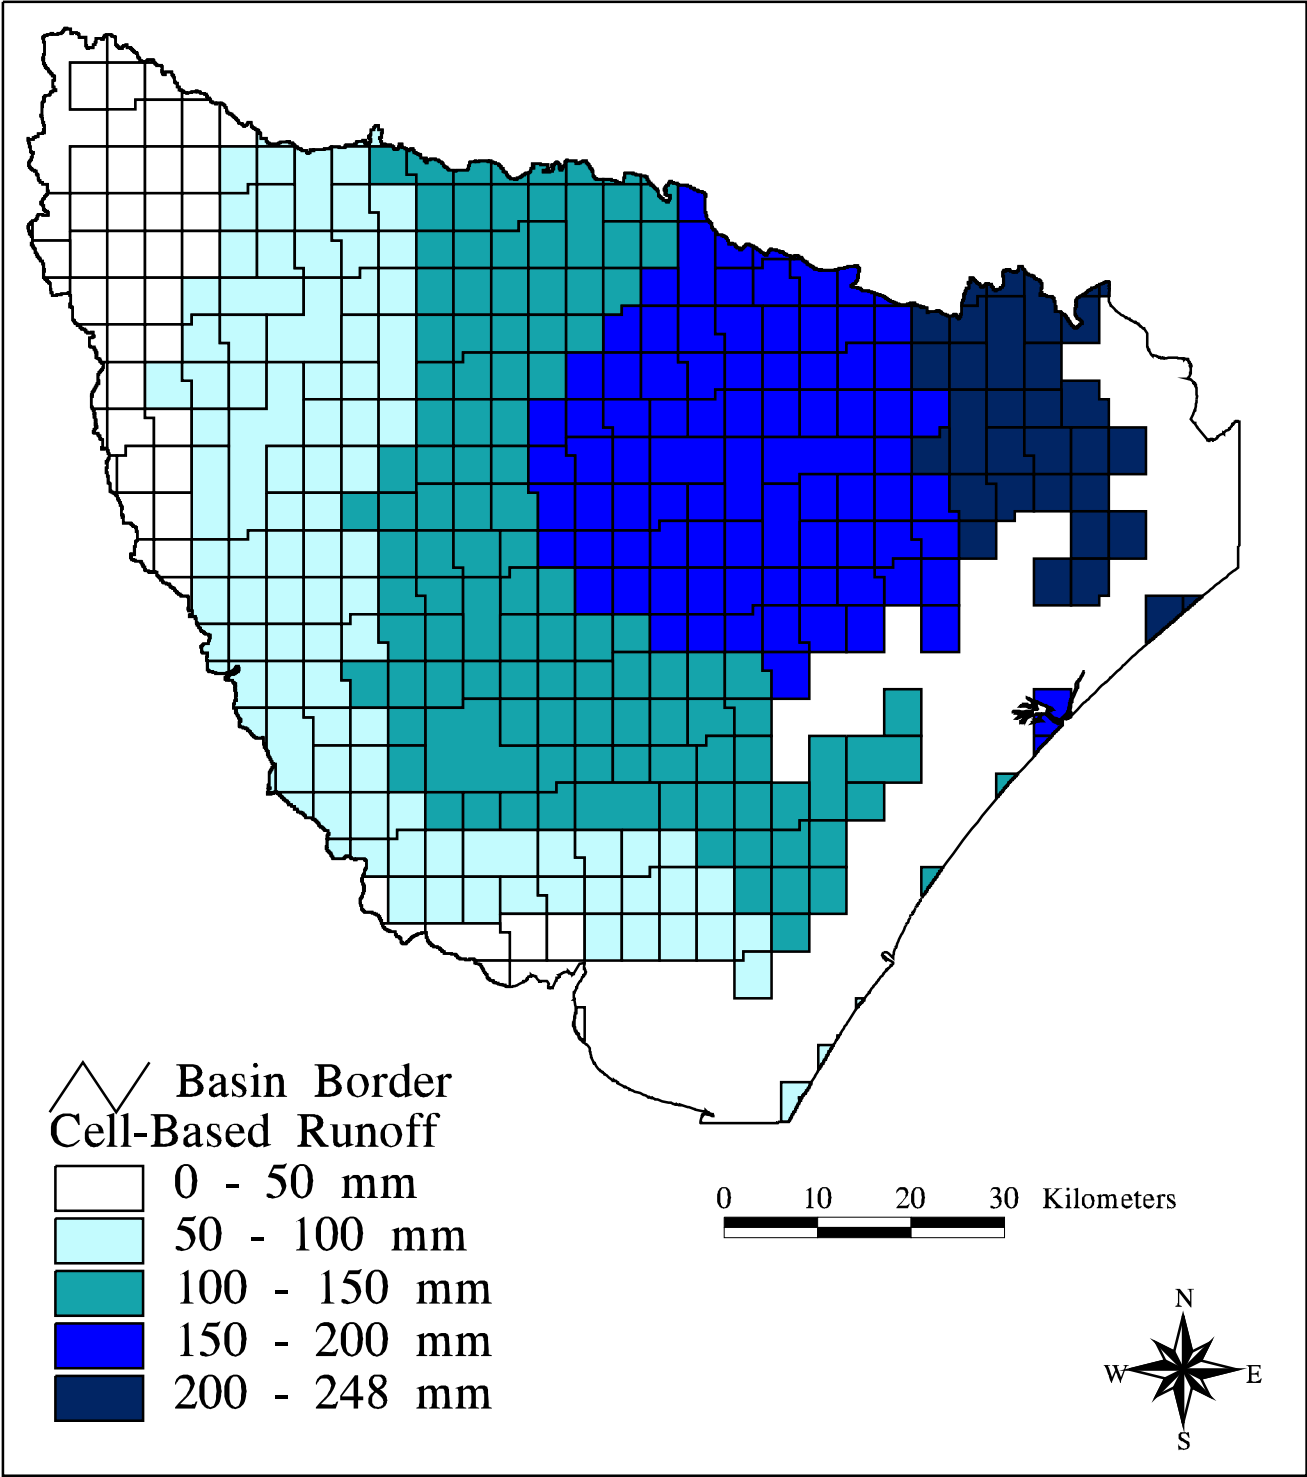 Basin Border
Cell-Based Runoff
0 - 50 mm
50 - 100 mm
100 - 150 mm
150 - 200 mm
200 - 248 mm
0 10 20 30 Kilometers
N
W E
S